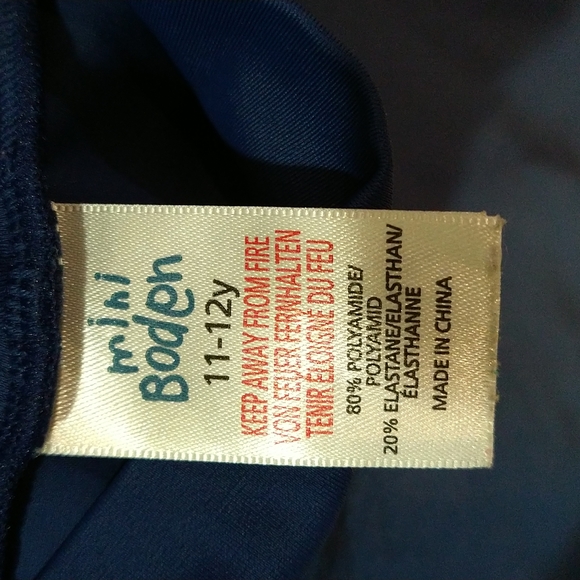 mini
Boden
11-12y
KEEP AWAY FROM FIRE
VON FEUER FERNHALTEN
TENIR ÉLOIGNÉ DU FEU
80% POLYAMIDE/
POLYAMID
20% ELASTANE/ELASTHAN/
ÉLASTHANNE
MADE IN CHINA